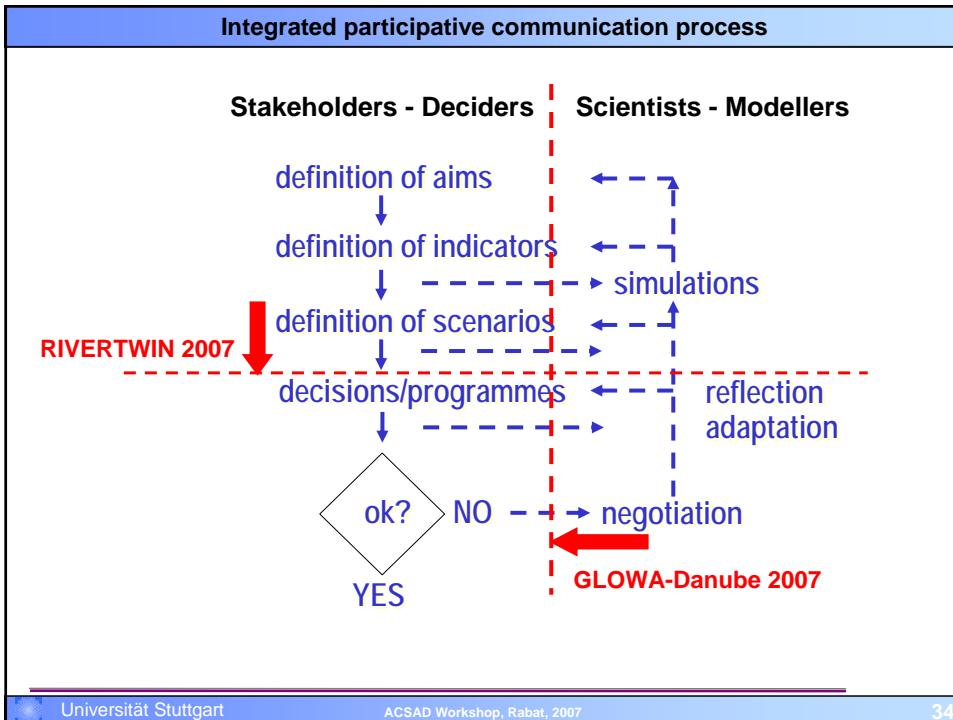 Integrated participative communication process
Stakeholders - Deciders
Scientists - Modellers
definition of aims
definition of indicators
simulations
definition of scenarios
RIVERTWIN 2007
decisions/programmes
reflection
adaptation
ok?
NO
negotiation
YES
GLOWA-Danube 2007
Universität Stuttgart
ACSAD Workshop, Rabat, 2007
34